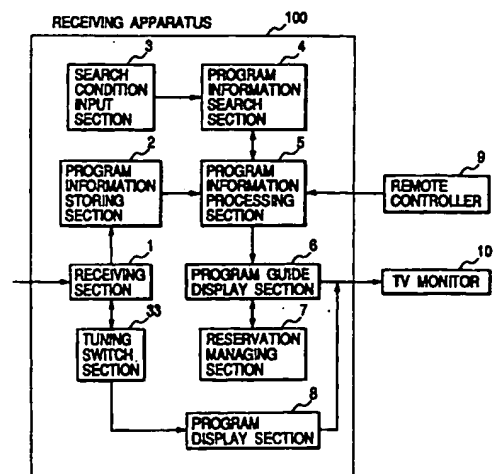 RECEIVING APPARATUS
100
3
SEARCH
CONDITION
INPUT
SECTION
4
PROGRAM
INFORMATION
SEARCH
SECTION
2
PROGRAM
INFORMATION
STORING
SECTION
5
PROGRAM
INFORMATION
PROCESSING
SECTION
9
REMOTE
CONTROLLER
1
RECEIVING
SECTION
6
PROGRAM GUIDE
DISPLAY SECTION
10
TV MONITOR
33
TUNING
SWITCH
SECTION
7
RESERVATION
MANAGING
SECTION
8
PROGRAM
DISPLAY SECTION